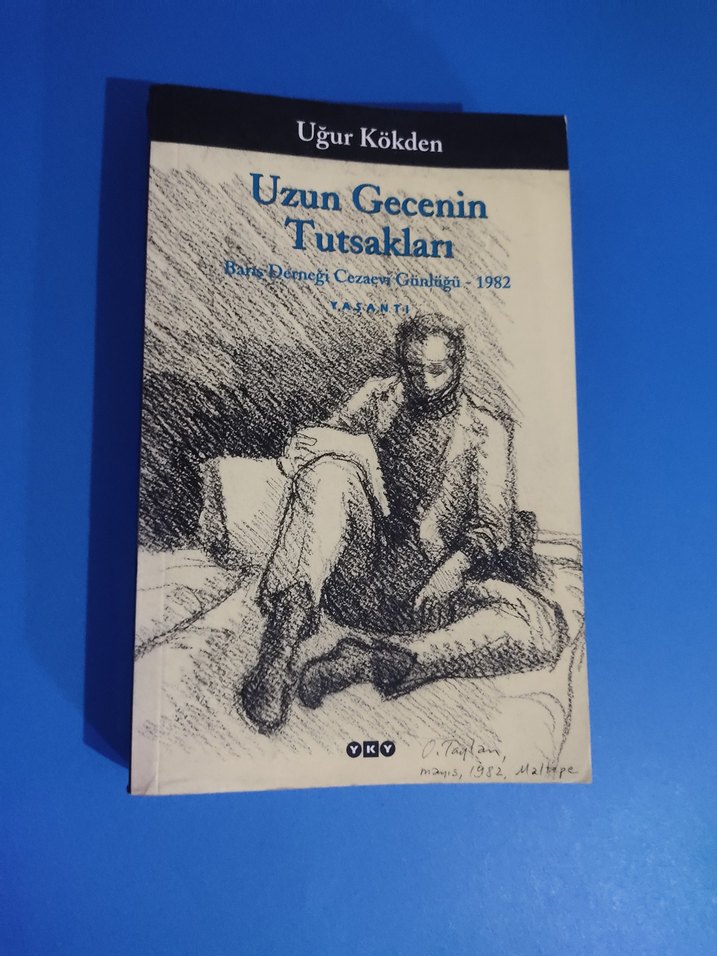 Uğur Kökden
Uzun Gecenin
Tutsakları
Barış Derneği Cezaevi Günlüğü - 1982
YAŞANTI
YKY
O. Taylan,
mayıs, 1982, Maltepe